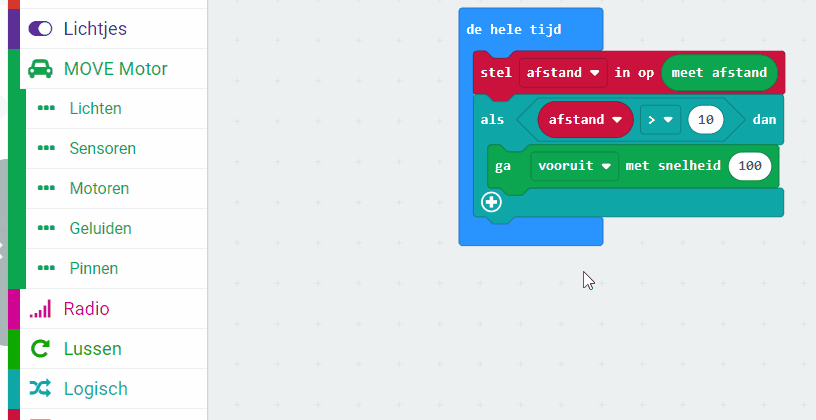 Lichtjes
MOVE Motor
Lichten
Sensoren
Motoren
Geluiden
Pinnen
Radio
Lussen
Logisch
de hele tijd
stel afstand in op meet afstand
als afstand > 10 dan
ga vooruit met snelheid 100